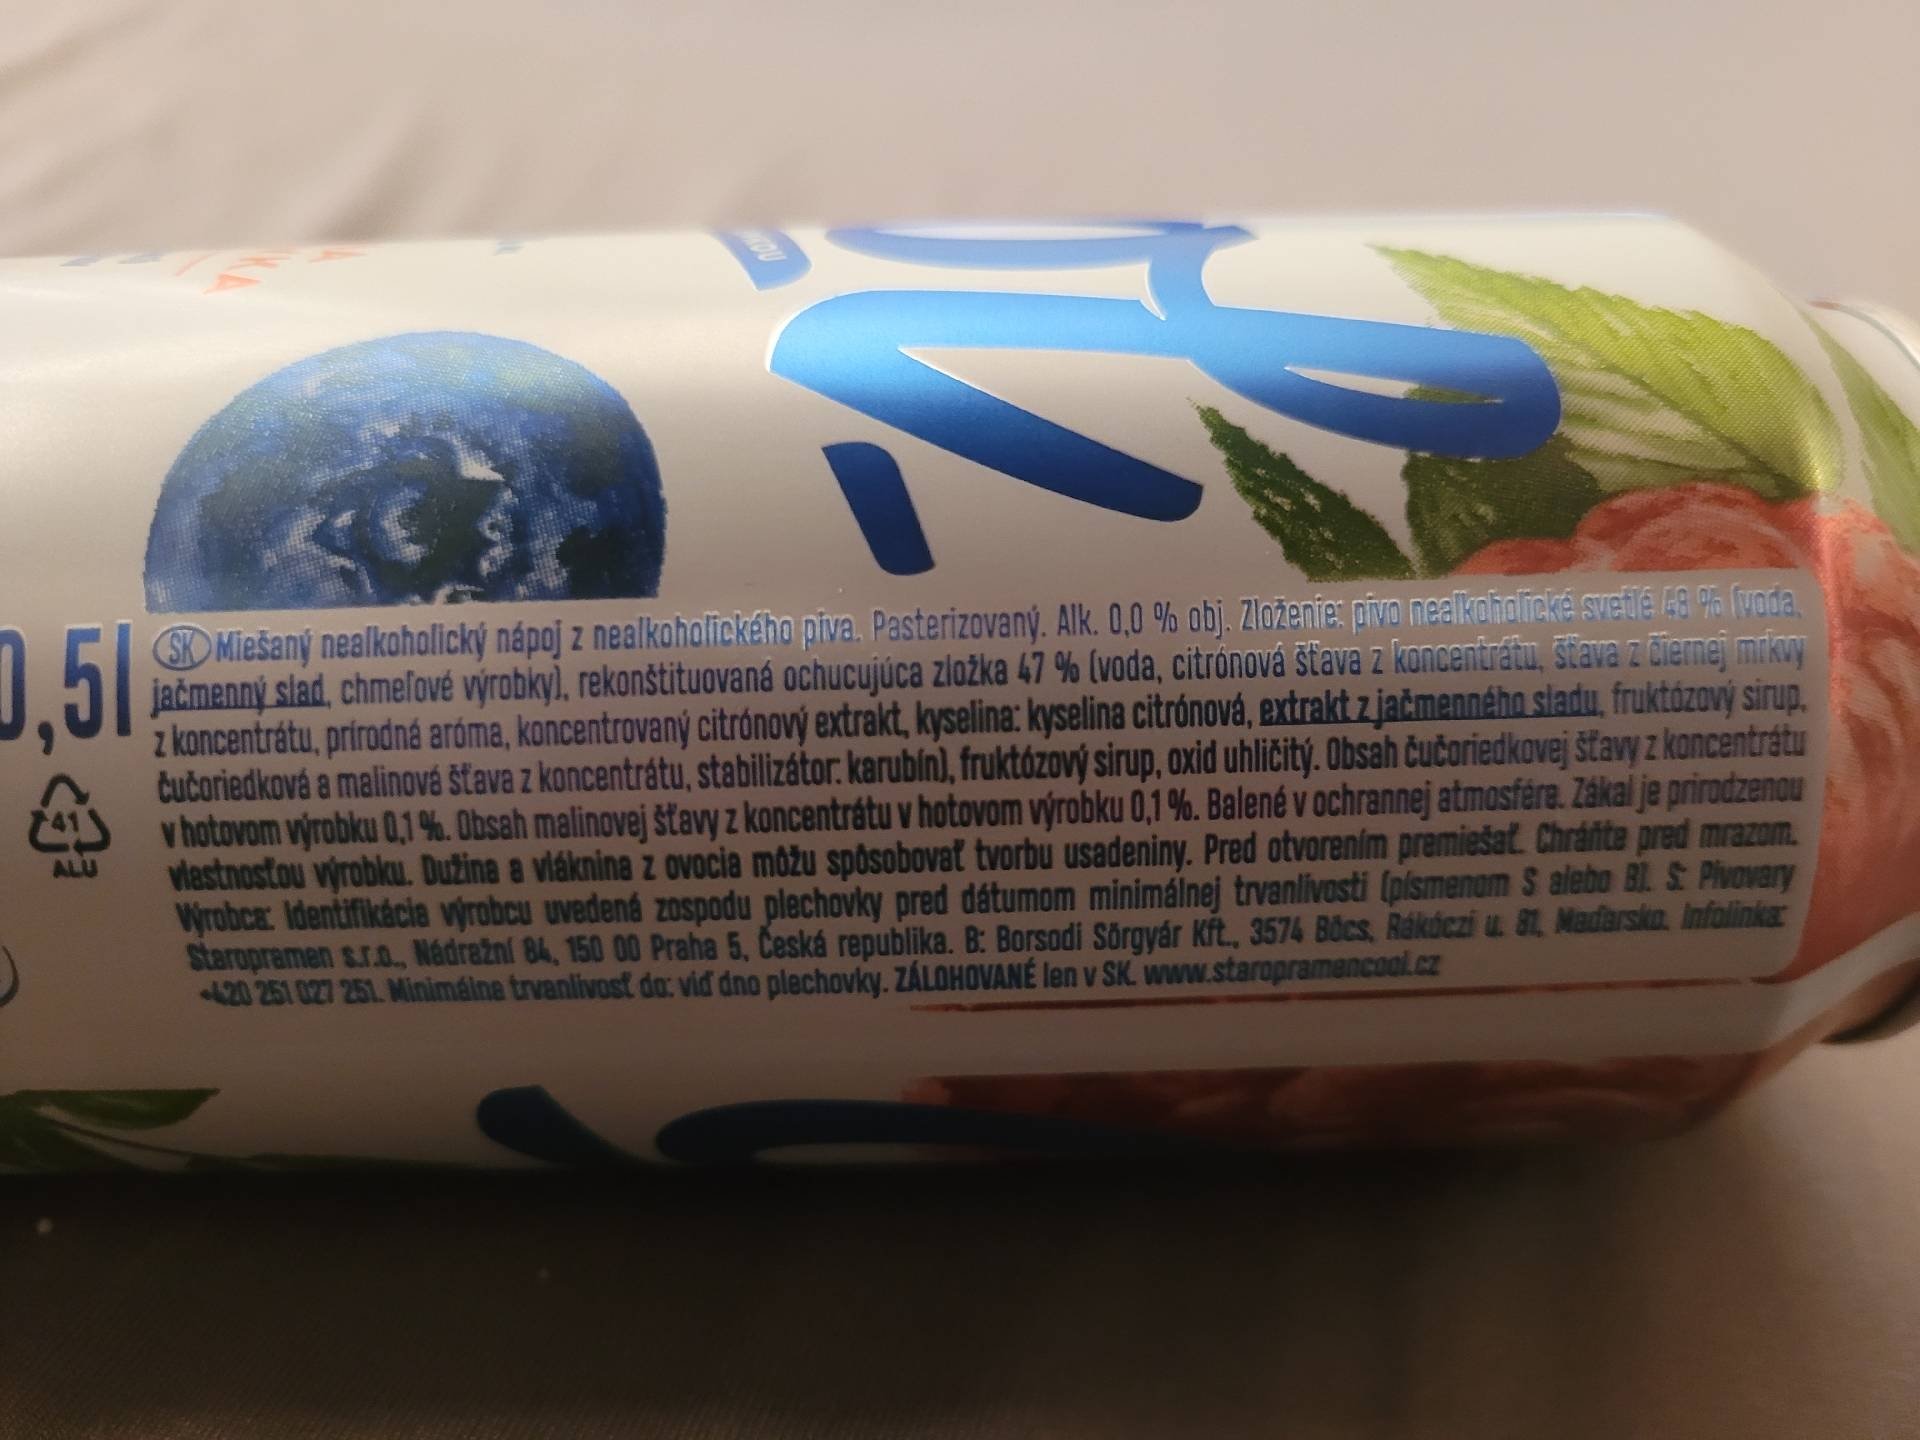 0,5l
41
ALU
SK Miešaný nealkoholický nápoj z nealkoholického piva. Pasterizovaný. Alk. 0,0 % obj. Zloženie: pivo nealkoholické svetlé 48 % (voda,
jačmenný slad, chmeľové výrobky), rekonštituovaná ochucujúca zložka 47 % (voda, citrónová šťava z koncentrátu, šťava z čiernej mrkvy
z koncentrátu, prírodná aróma, koncentrovaný citrónový extrakt, kyselina: kyselina citrónová, extrakt z jačmenného sladu, fruktózový sirup,
čučoriedková a malinová šťava z koncentrátu, stabilizátor: karubín), fruktózový sirup, oxid uhličitý. Obsah čučoriedkovej šťavy z koncentrátu
v hotovom výrobku 0,1 %. Obsah malinovej šťavy z koncentrátu v hotovom výrobku 0,1 %. Balené v ochrannej atmosfére. Zákal je prirodzenou
vlastnosťou výrobku. Dužina a vláknina z ovocia môžu spôsobovať tvorbu usadeniny. Pred otvorením premiešať. Chráňte pred mrazom.
Výrobca: Identifikácia výrobcu uvedená zospodu plechovky pred dátumom minimálnej trvanlivosti (písmenom S alebo B). S: Pivovary
Staropramen s.r.o., Nádražní 84, 150 00 Praha 5, Česká republika. B: Borsodi Sörgyár Kft., 3574 Bőcs, Rákóczi u. 81, Maďarsko. Infolinka:
+420 251 027 251. Minimálna trvanlivosť do: viď dno plechovky. ZÁLOHOVANÉ len v SK. www.staropramencool.cz